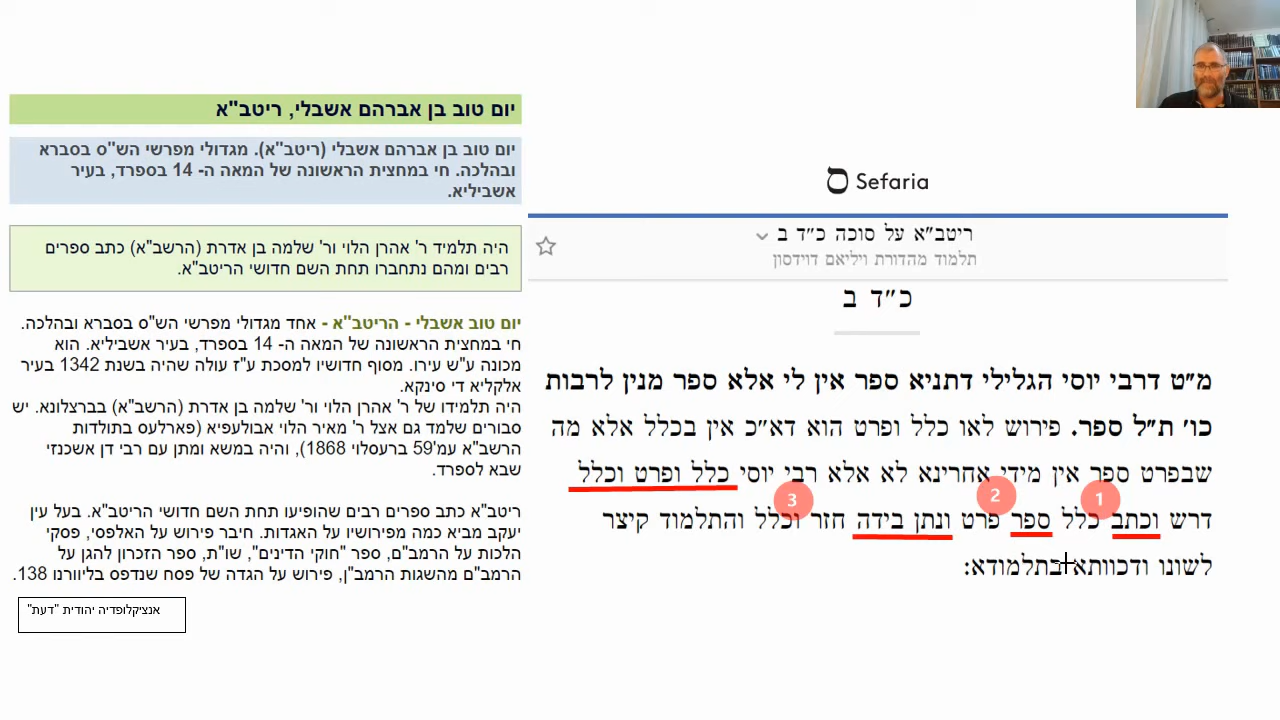 יום טוב בן אברהם אשבלי, ריטב"א
יום טוב בן אברהם אשבלי (ריטב"א). מגדולי מפרשי הש"ס בסברא
ובהלכה. חי במחצית הראשונה של המאה ה- 14 בספרד, בעיר
אשביליא.
היה תלמיד ר' אהרן הלוי ור' שלמה בן אדרת (הרשב"א) כתב ספרים
רבים ומהם נתחברו תחת השם חדושי הריטב"א.
יום טוב אשבלי - הריטב"א - אחד מגדולי מפרשי הש"ס בסברא ובהלכה.
חי במחצית הראשונה של המאה ה- 14 בספרד, בעיר אשביליא. הוא
מכונה ע"ש עירו. מסוף חדושיו למסכת ע"ז עולה שהיה בשנת 1342 בעיר
אלקליא די סינקא.
היה תלמידו של ר' אהרן הלוי ור' שלמה בן אדרת (הרשב"א) בברצלונא. יש
סבורים שלמד גם אצל ר' מאיר הלוי אבולעפיא (פארלעס בתולדות
הרשב"א עמ'59 ברעסלוי 1868), והיה במשא ומתן עם רבי דן אשכנזי
שבא לספרד.
ריטב"א כתב ספרים רבים שהופיעו תחת השם חדושי הריטב"א. בעל עין
יעקב מביא כמה מפירושיו על האגדות. חיבר פירוש על האלפסי, פסקי
הלכות על הרמב"ם, ספר "חוקי הדינים", שו"ת, ספר הזכרון להגן על
הרמב"ם מהשגות הרמב"ן, פירוש על הגדה של פסח שנדפס בליוורנו 138.
אנציקלופדיה יהודית "דעת"
ס Sefaria
ריטב״א על סוכה כ״ד ב
תלמוד מהדורת ויליאם דוידסון
כ״ד ב
מ״ט דרבי יוסי הגלילי דתניא ספר אין לי אלא ספר מנין לרבות
כו׳ ת״ל ספר. פירוש לאו כלל ופרט הוא דא״כ אין בכלל אלא מה
שבפרט ספר אין מידי אחרינא לא אלא רבי יוסי כלל ופרט וכלל
דרש וכתב כלל ספר פרט ונתן בידה חזר וכלל והתלמוד קיצר
לשונו ודכוותא בתלמודא:
1
2
3